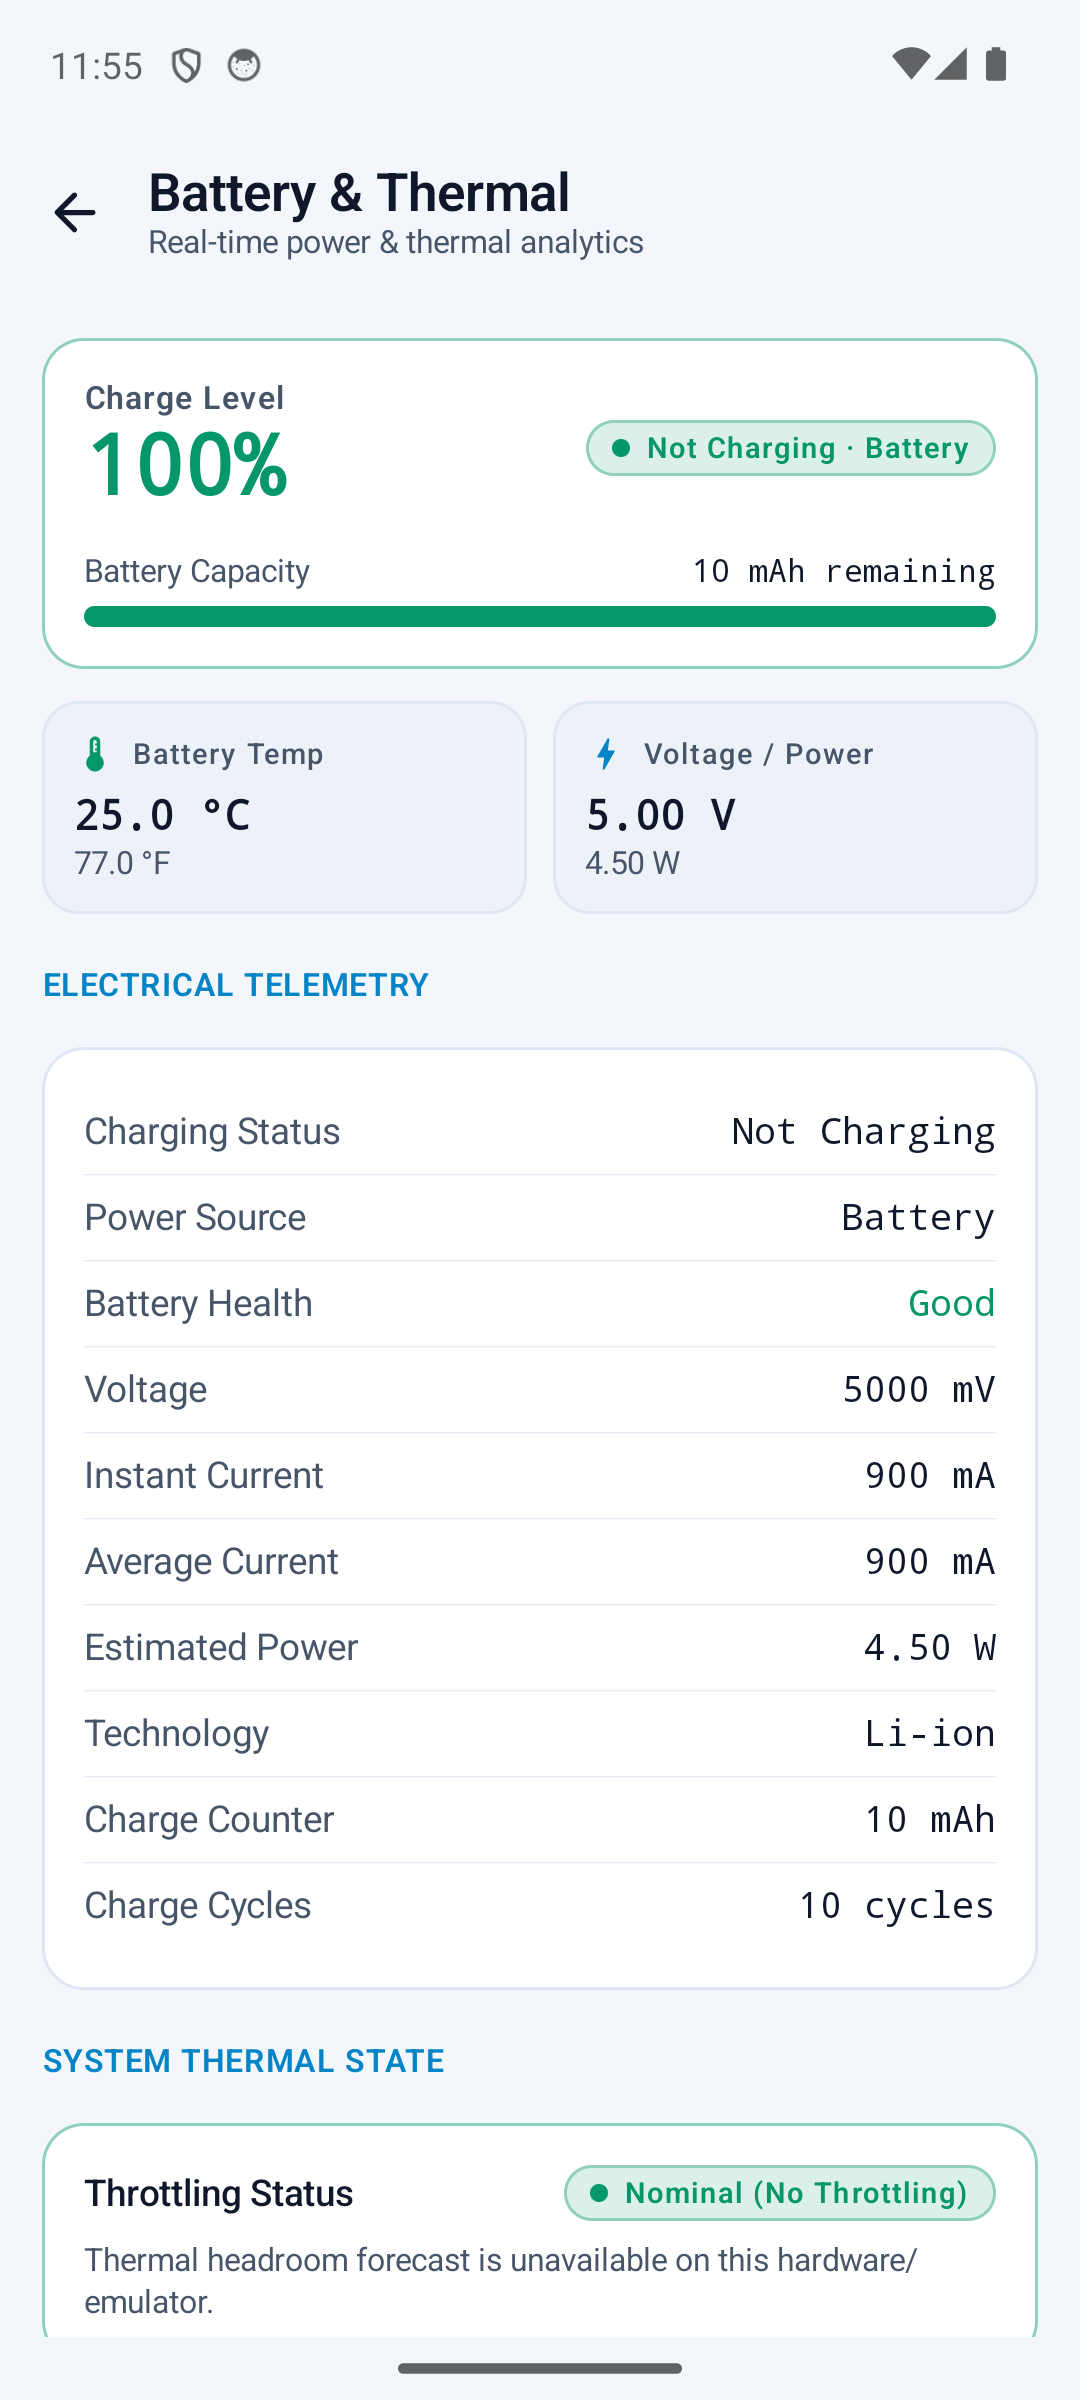 11:55
Battery & Thermal
Real-time power & thermal analytics
Charge Level
100%
Not Charging · Battery
Battery Capacity
10 mAh remaining
Battery Temp
25.0 °C
77.0 °F
Voltage / Power
5.00 V
4.50 W
ELECTRICAL TELEMETRY
Charging Status Not Charging
Power Source Battery
Battery Health Good
Voltage 5000 mV
Instant Current 900 mA
Average Current 900 mA
Estimated Power 4.50 W
Technology Li-ion
Charge Counter 10 mAh
Charge Cycles 10 cycles
SYSTEM THERMAL STATE
Throttling Status Nominal (No Throttling)
Thermal headroom forecast is unavailable on this hardware/
emulator.